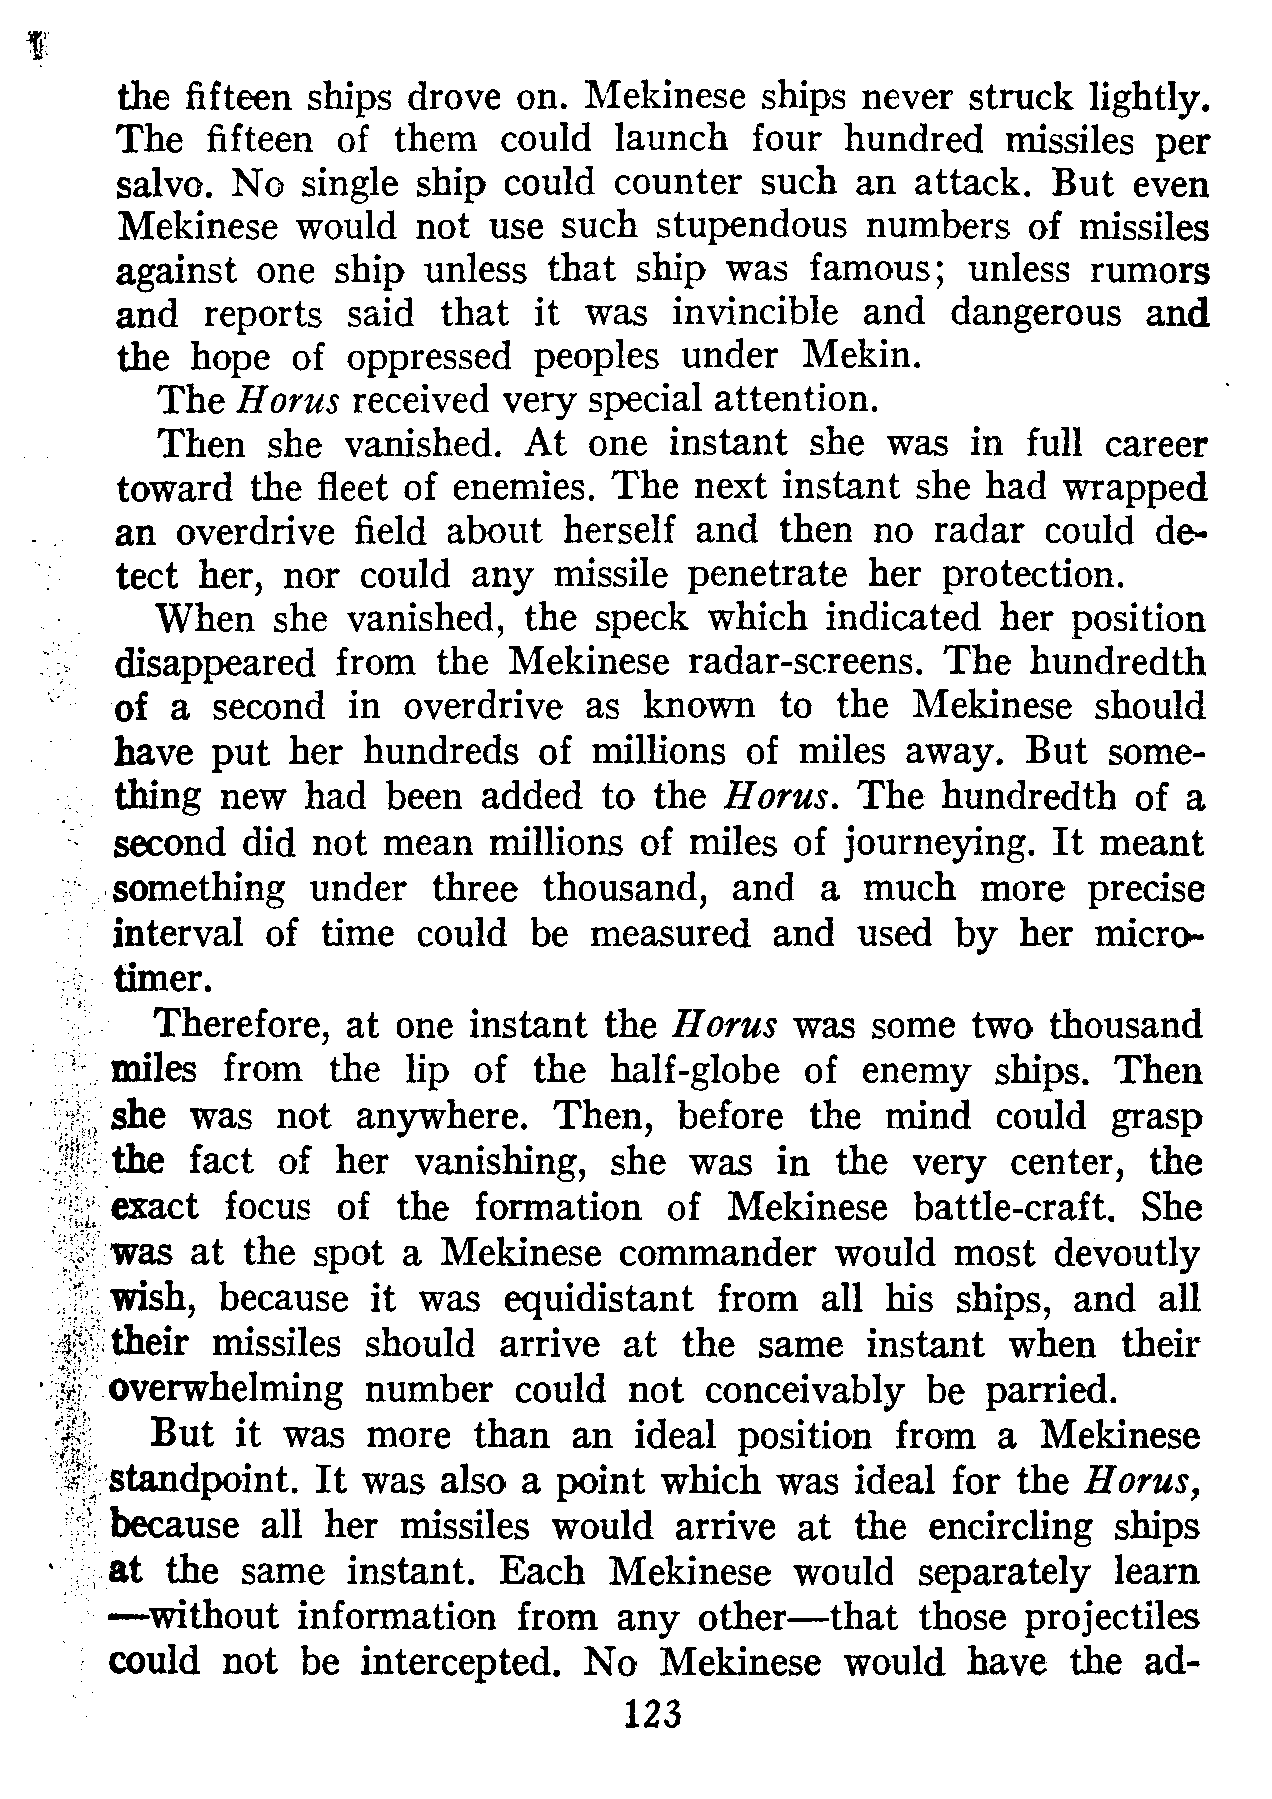 the fifteen ships drove on. Mekinese ships never struck lightly.
The fifteen of them could launch four hundred missiles per
salvo. No single ship could counter such an attack. But even
Mekinese would not use such stupendous numbers of missiles
against one ship unless that ship was famous; unless rumors
and reports said that it was invincible and dangerous and
the hope of oppressed peoples under Mekin.
The Horus received very special attention.
Then she vanished. At one instant she was in full career
toward the fleet of enemies. The next instant she had wrapped
an overdrive field about herself and then no radar could de-
tect her, nor could any missile penetrate her protection.
When she vanished, the speck which indicated her position
disappeared from the Mekinese radar-screens. The hundredth
of a second in overdrive as known to the Mekinese should
have put her hundreds of millions of miles away. But some-
thing new had been added to the Horus. The hundredth of a
second did not mean millions of miles of journeying. It meant
something under three thousand, and a much more precise
interval of time could be measured and used by her micro-
timer.
Therefore, at one instant the Horus was some two thousand
miles from the lip of the half-globe of enemy ships. Then
she was not anywhere. Then, before the mind could grasp
the fact of her vanishing, she was in the very center, the
exact focus of the formation of Mekinese battle-craft. She
was at the spot a Mekinese commander would most devoutly
wish, because it was equidistant from all his ships, and all
their missiles should arrive at the same instant when their
overwhelming number could not conceivably be parried.
But it was more than an ideal position from a Mekinese
standpoint. It was also a point which was ideal for the Horus,
because all her missiles would arrive at the encircling ships
at the same instant. Each Mekinese would separately learn
—without information from any other—that those projectiles
could not be intercepted. No Mekinese would have the ad-
123